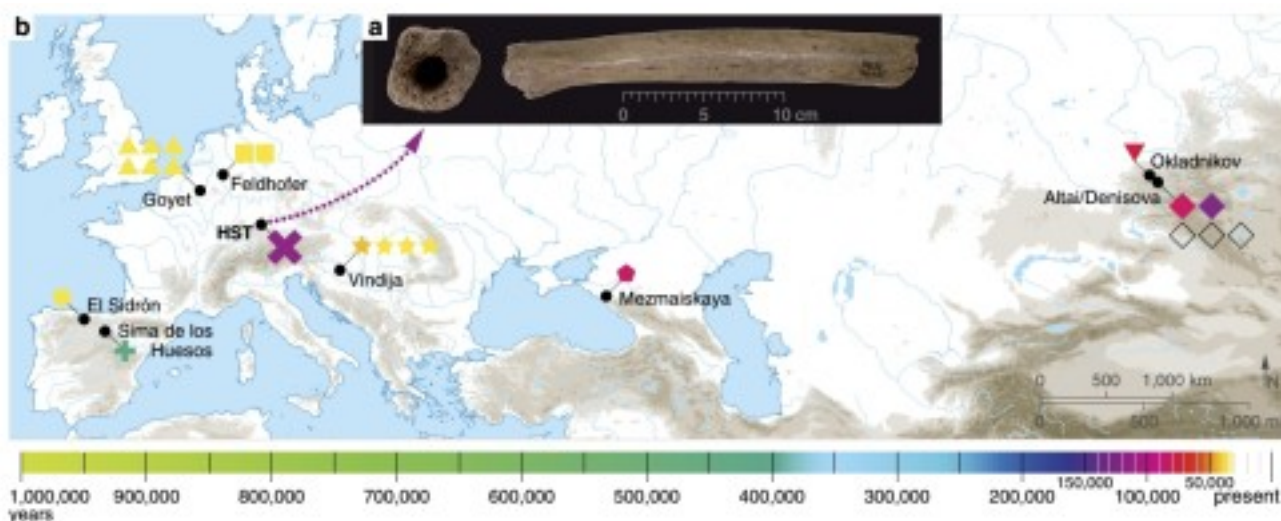 b
a
0 5 10 cm
Goyet
Feldhofer
HST
Vindija
El Sidrón
Sima de los
Huesos
Mezmaiskaya
Okladnikov
Altai/Denisova
0 500 1,000 km
N
0 500 1,000 m
1,000,000 900,000 800,000 700,000 600,000 500,000 400,000 300,000 200,000 150,000 100,000 50,000 present
years